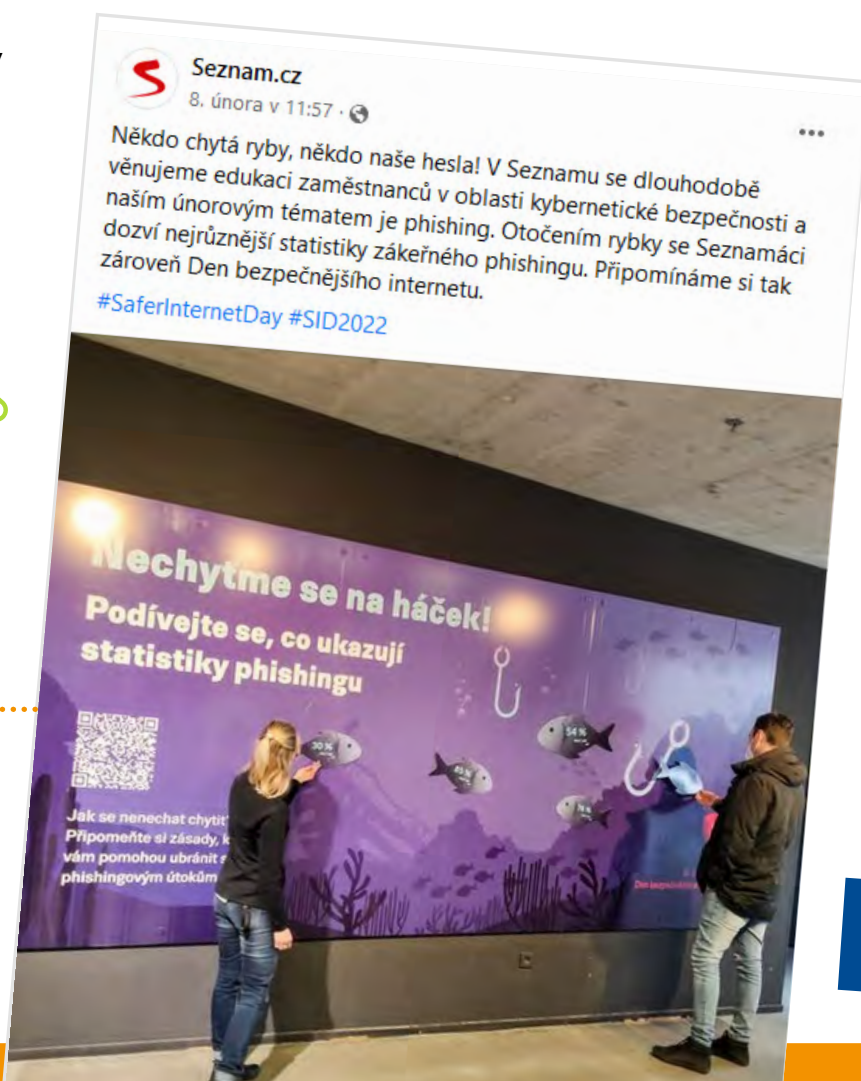 Seznam.cz
8. února v 11:57
Někdo chytá ryby, někdo naše hesla! V Seznamu se dlouhodobě
věnujeme edukaci zaměstnanců v oblasti kybernetické bezpečnosti a
naším únorovým tématem je phishing. Otočením rybky se Seznamáci
dozví nejrůznější statistiky zákeřného phishingu. Připomínáme si tak
zároveň Den bezpečnějšího internetu.
#SaferInternetDay #SID2022
Nechyťme se na háček!
Podívejte se, co ukazují
statistiky phishingu
30 %
54 %
Jak se nenechat chytit
Připomeňte si zásady, k
vám pomohou ubránit s
phishingovým útokům